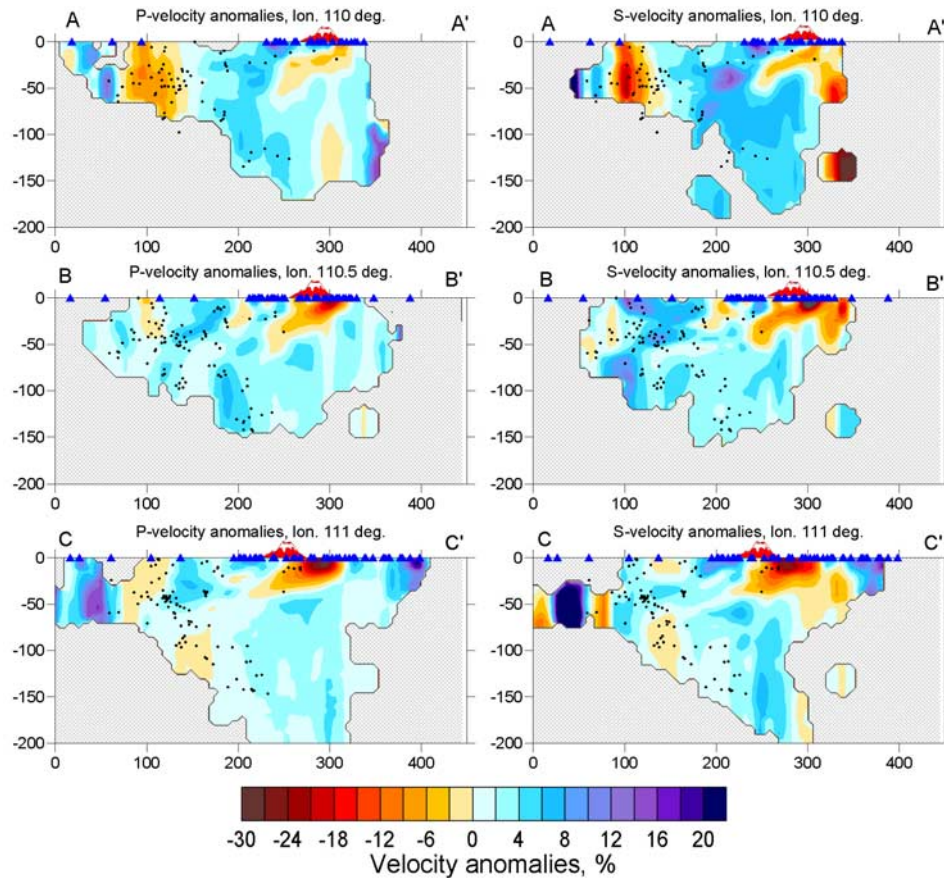 A P-velocity anomalies, lon. 110 deg. A'
0
-50
-100
-150
-200
0 100 200 300 400
A S-velocity anomalies, lon. 110 deg. A'
0
-50
-100
-150
-200
0 100 200 300 400
B P-velocity anomalies, lon. 110.5 deg. B'
0
-50
-100
-150
-200
0 100 200 300 400
B S-velocity anomalies, lon. 110.5 deg. B'
0
-50
-100
-150
-200
0 100 200 300 400
C P-velocity anomalies, lon. 111 deg. C'
0
-50
-100
-150
-200
0 100 200 300 400
C S-velocity anomalies, lon. 111 deg. C'
0
-50
-100
-150
-200
0 100 200 300 400
-30 -24 -18 -12 -6 0 4 8 12 16 20
Velocity anomalies, %